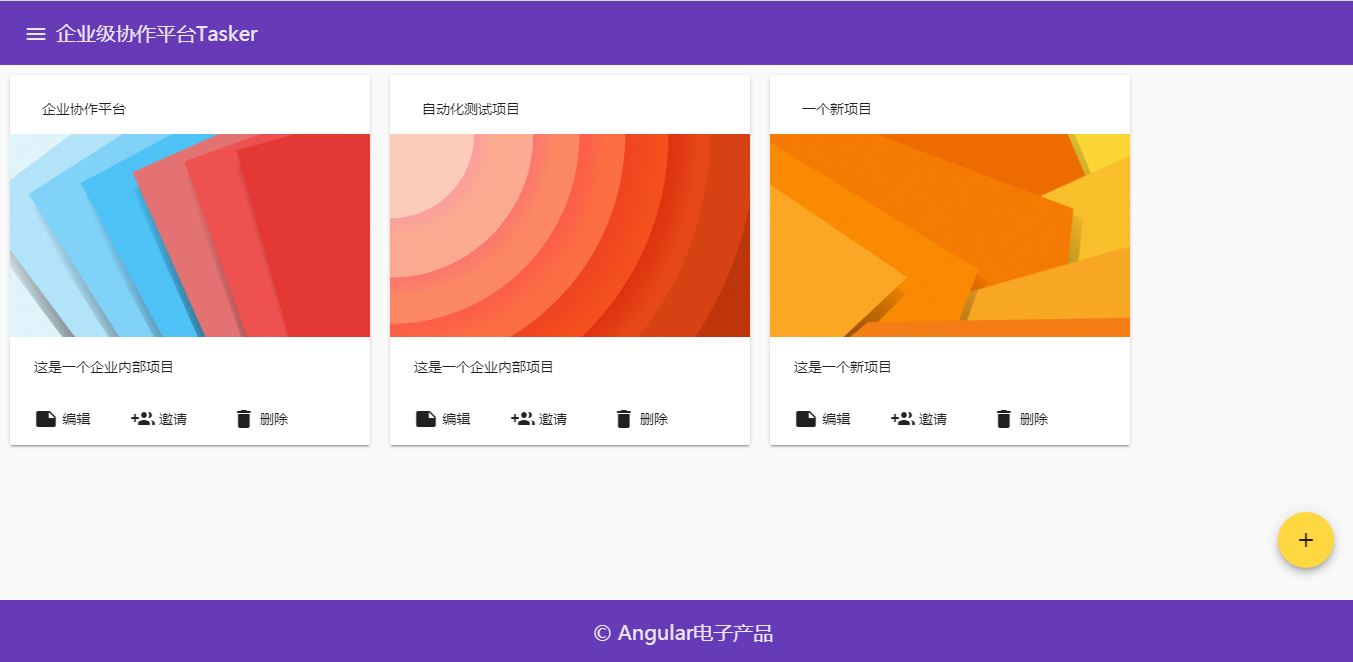 企业级协作平台Tasker
企业协作平台
这是一个企业内部项目
编辑 邀请 删除
自动化测试项目
这是一个企业内部项目
编辑 邀请 删除
一个新项目
这是一个新项目
编辑 邀请 删除
© Angular电子产品